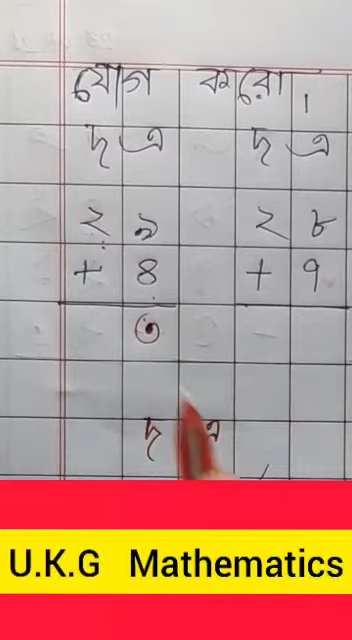 যোগ করো।
দ এ দ এ
২ ৯ ২ ৮
+ ৪ + ৭
৩
দ এ
U.K.G Mathematics